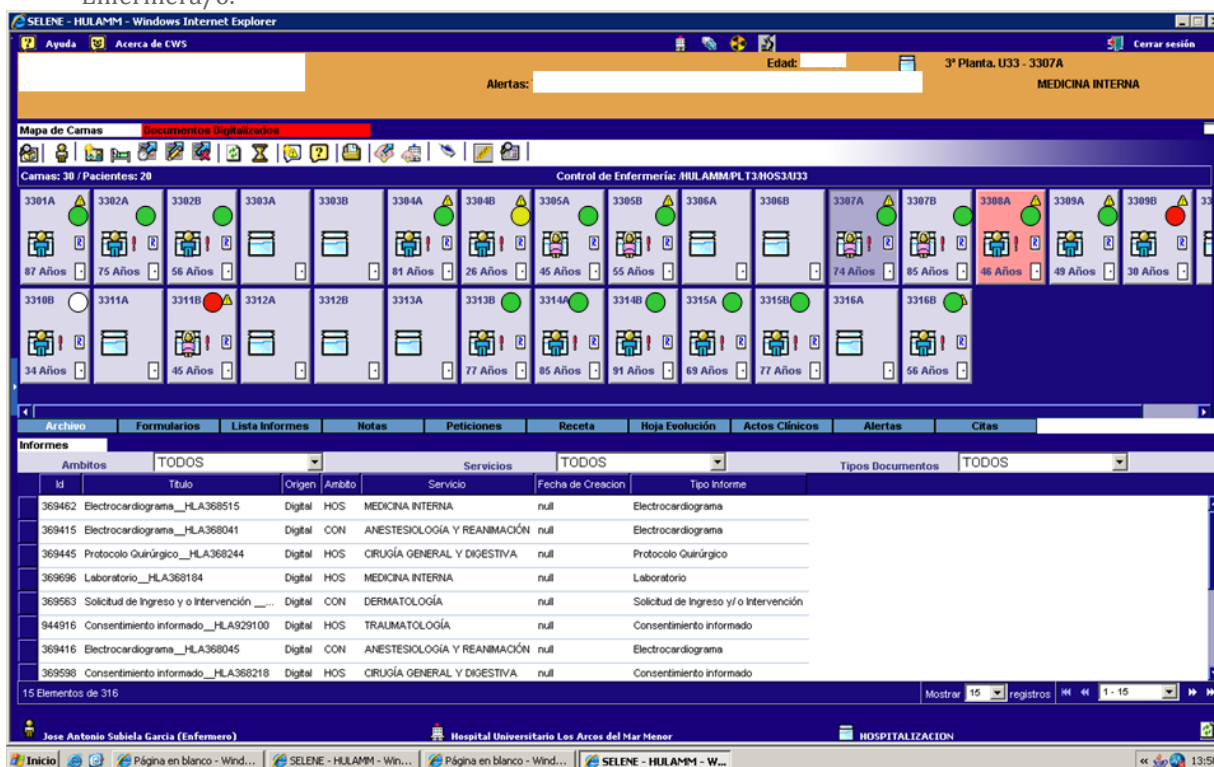 Enfermera/o.
SELENE - HULAMM - Windows Internet Explorer
Ayuda Acerca de CWS Cerrar sesión
Edad: 3ª Planta. U33 - 3307A
Alertas: MEDICINA INTERNA
Mapa de Camas Documentos Digitalizados
Camas: 30 / Pacientes: 20 Control de Enfermería: /HULAMM/PLT3/HOS3/U33
3301A 3302A 3302B 3303A 3303B 3304A 3304B 3305A 3305B 3306A 3306B 3307A 3307B 3308A 3309A 3309B 33
87 Años 75 Años 56 Años 81 Años 26 Años 45 Años 55 Años 74 Años 85 Años 46 Años 49 Años 30 Años
3310B 3311A 3311B 3312A 3312B 3313A 3313B 3314A 3314B 3315A 3315B 3316A 3316B
34 Años 45 Años 77 Años 85 Años 91 Años 69 Años 77 Años 56 Años
Archivo Formularios Lista Informes Notas Peticiones Receta Hoja Evolución Actos Clínicos Alertas Citas
Informes
Ambitos TODOS Servicios TODOS Tipos Documentos TODOS
Id Titulo Origen Ambito Servicio Fecha de Creacion Tipo Informe
369462 Electrocardiograma__HLA368515 Digital HOS MEDICINA INTERNA null Electrocardiograma
369415 Electrocardiograma__HLA368041 Digital CON ANESTESIOLOGÍA Y REANIMACIÓN null Electrocardiograma
369445 Protocolo Quirúrgico__HLA368244 Digital HOS CIRUGÍA GENERAL Y DIGESTIVA null Protocolo Quirúrgico
369696 Laboratorio__HLA368184 Digital HOS MEDICINA INTERNA null Laboratorio
369563 Solicitud de Ingreso y o Intervención __... Digital CON DERMATOLOGÍA null Solicitud de Ingreso y/ o Intervención
944916 Consentimiento informado__HLA929100 Digital HOS TRAUMATOLOGÍA null Consentimiento informado
369416 Electrocardiograma__HLA368045 Digital CON ANESTESIOLOGÍA Y REANIMACIÓN null Electrocardiograma
369598 Consentimiento informado__HLA368218 Digital HOS CIRUGÍA GENERAL Y DIGESTIVA null Consentimiento informado
15 Elementos de 316 Mostrar 15 registros 1 - 15
Jose Antonio Subiela Garcia (Enfermero) Hospital Universitario Los Arcos del Mar Menor HOSPITALIZACION
Inicio Página en blanco - Wind... SELENE - HULAMM - Win... Página en blanco - Wind... SELENE - HULAMM - W...